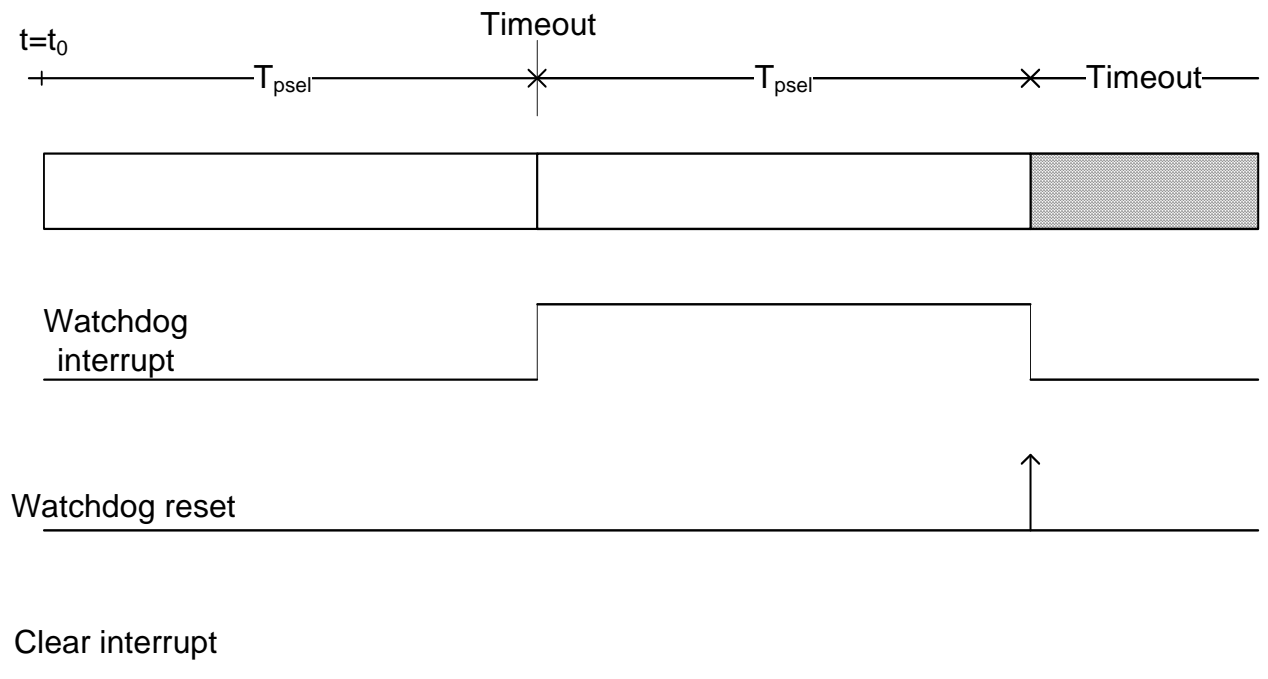 Timeout
t=t₀
Tpsel
Tpsel
Timeout
Watchdog
interrupt
Watchdog reset
Clear interrupt